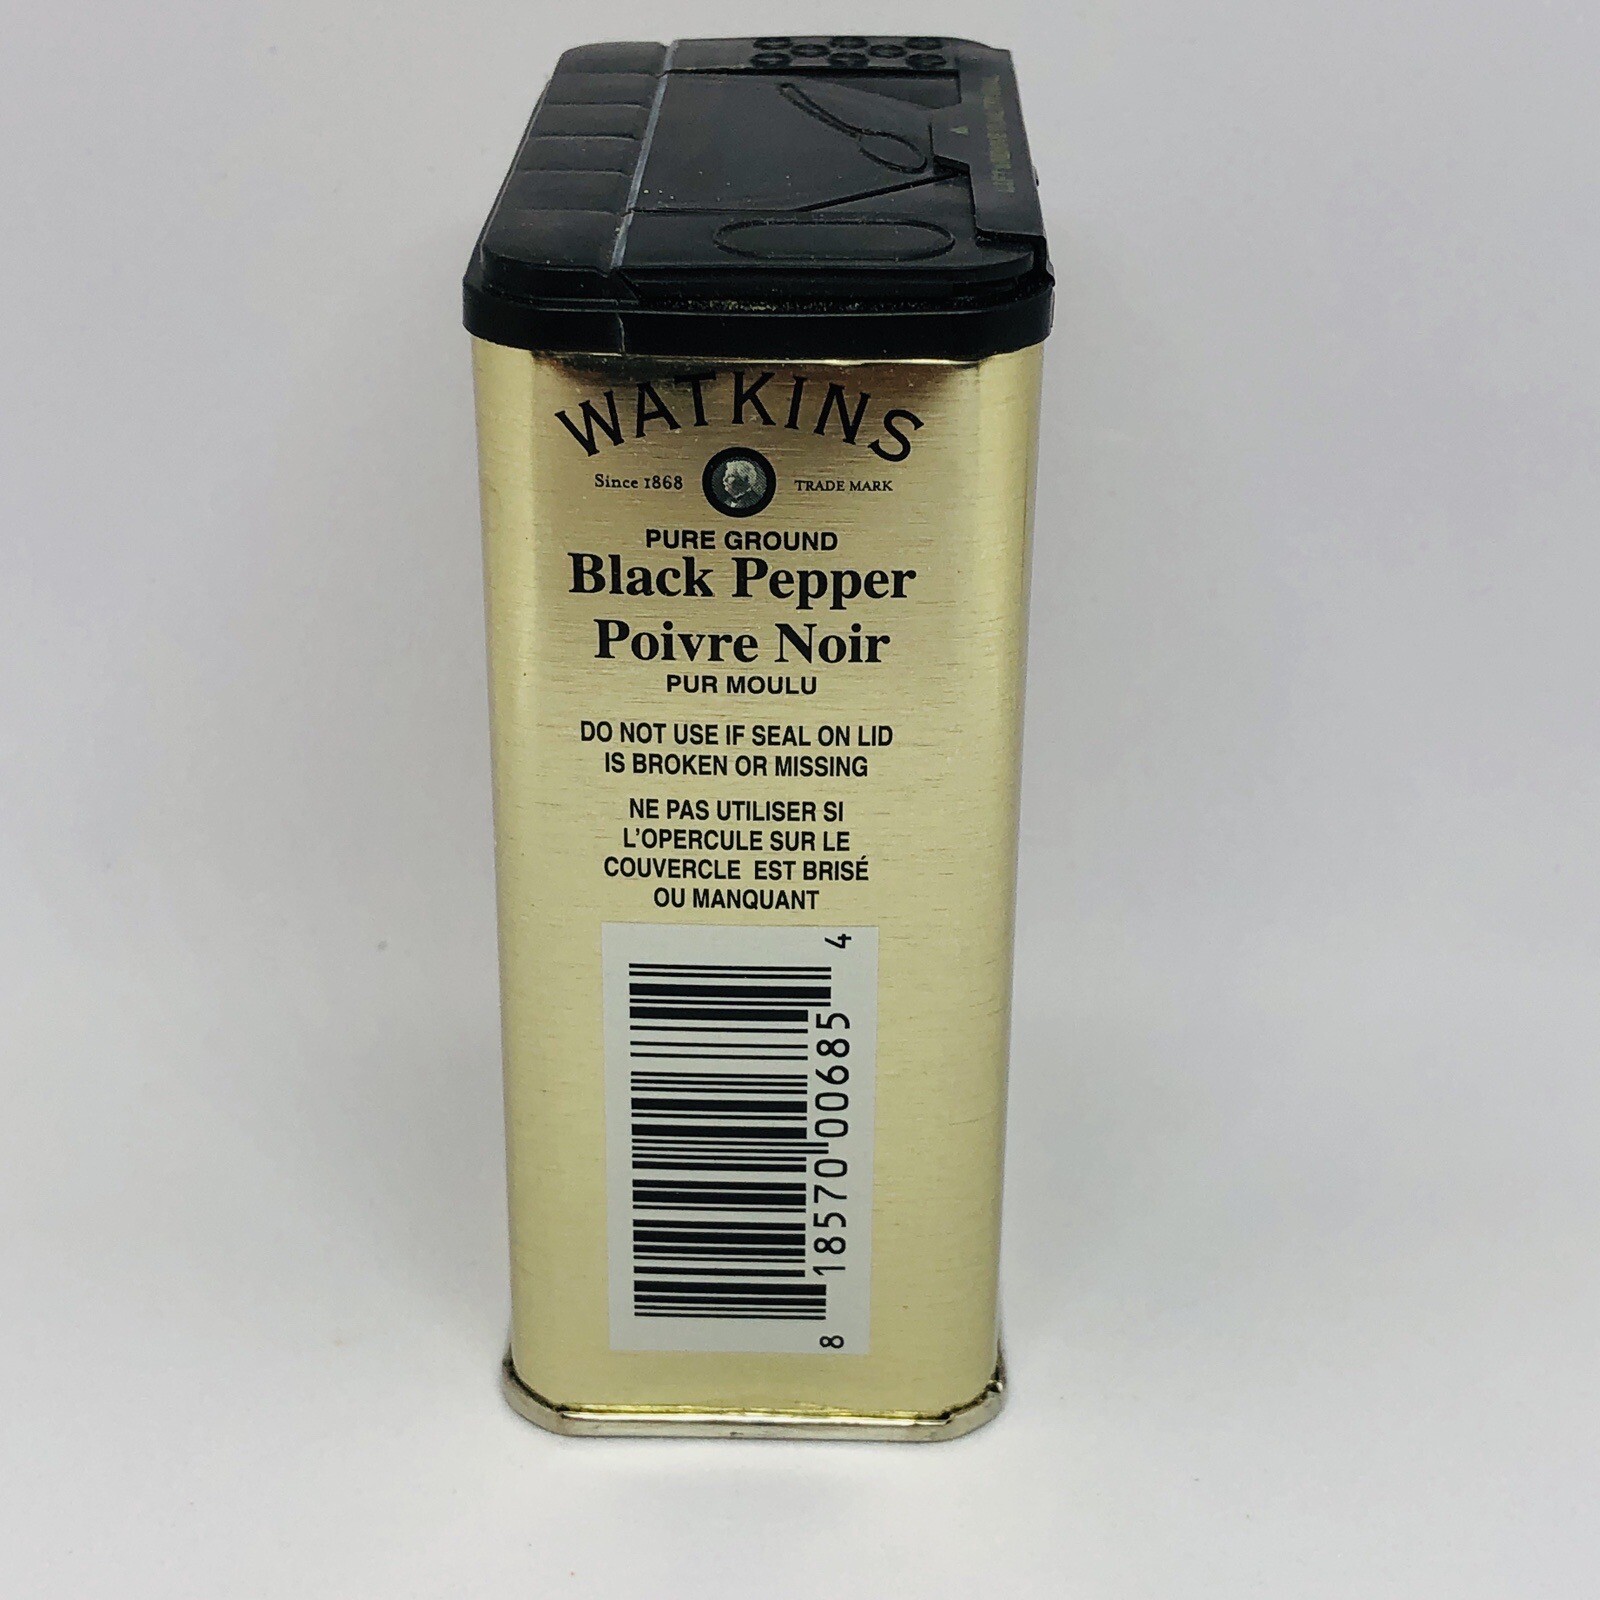 WATKINS
Since 1868 TRADE MARK
PURE GROUND
Black Pepper
Poivre Noir
PUR MOULU
DO NOT USE IF SEAL ON LID
IS BROKEN OR MISSING
NE PAS UTILISER SI
L'OPERCULE SUR LE
COUVERCLE EST BRISÉ
OU MANQUANT
8 18570 00685 4